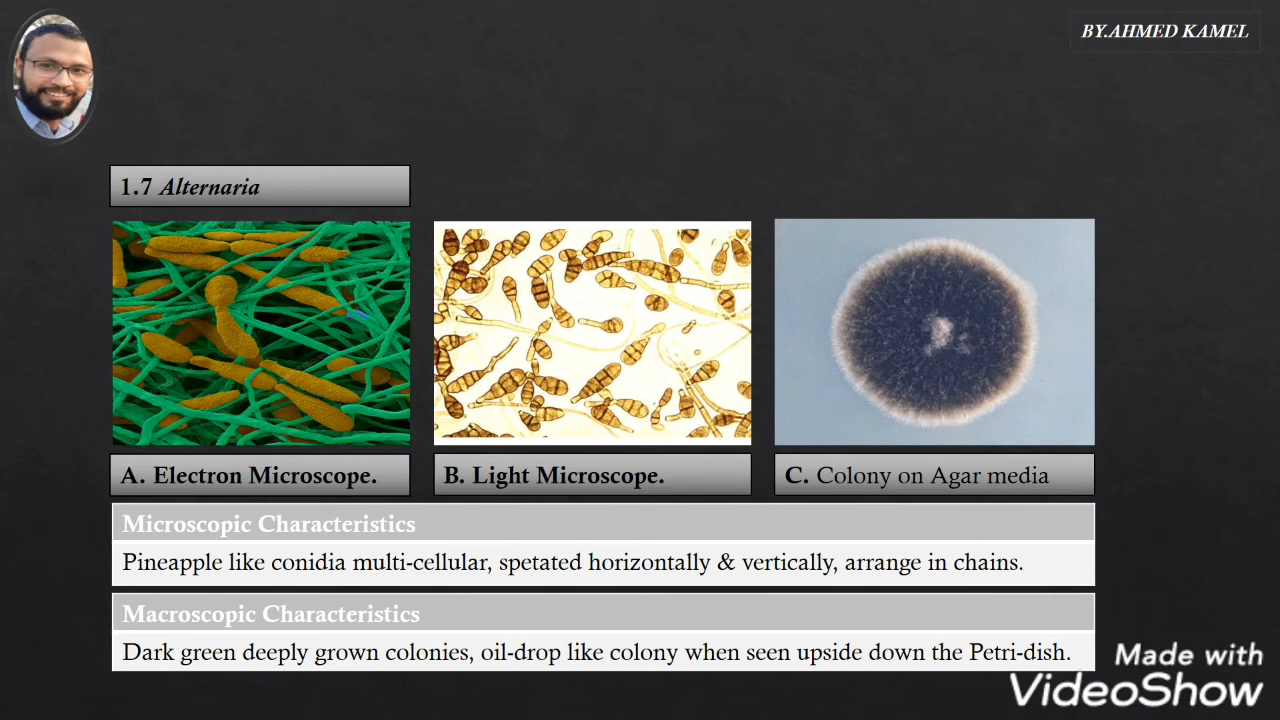 BY.AHMED KAMEL
1.7 Alternaria
A. Electron Microscope.
B. Light Microscope.
C. Colony on Agar media
Microscopic Characteristics
Pineapple like conidia multi-cellular, spetated horizontally & vertically, arrange in chains.
Macroscopic Characteristics
Dark green deeply grown colonies, oil-drop like colony when seen upside down the Petri-dish.
Made with
VideoShow